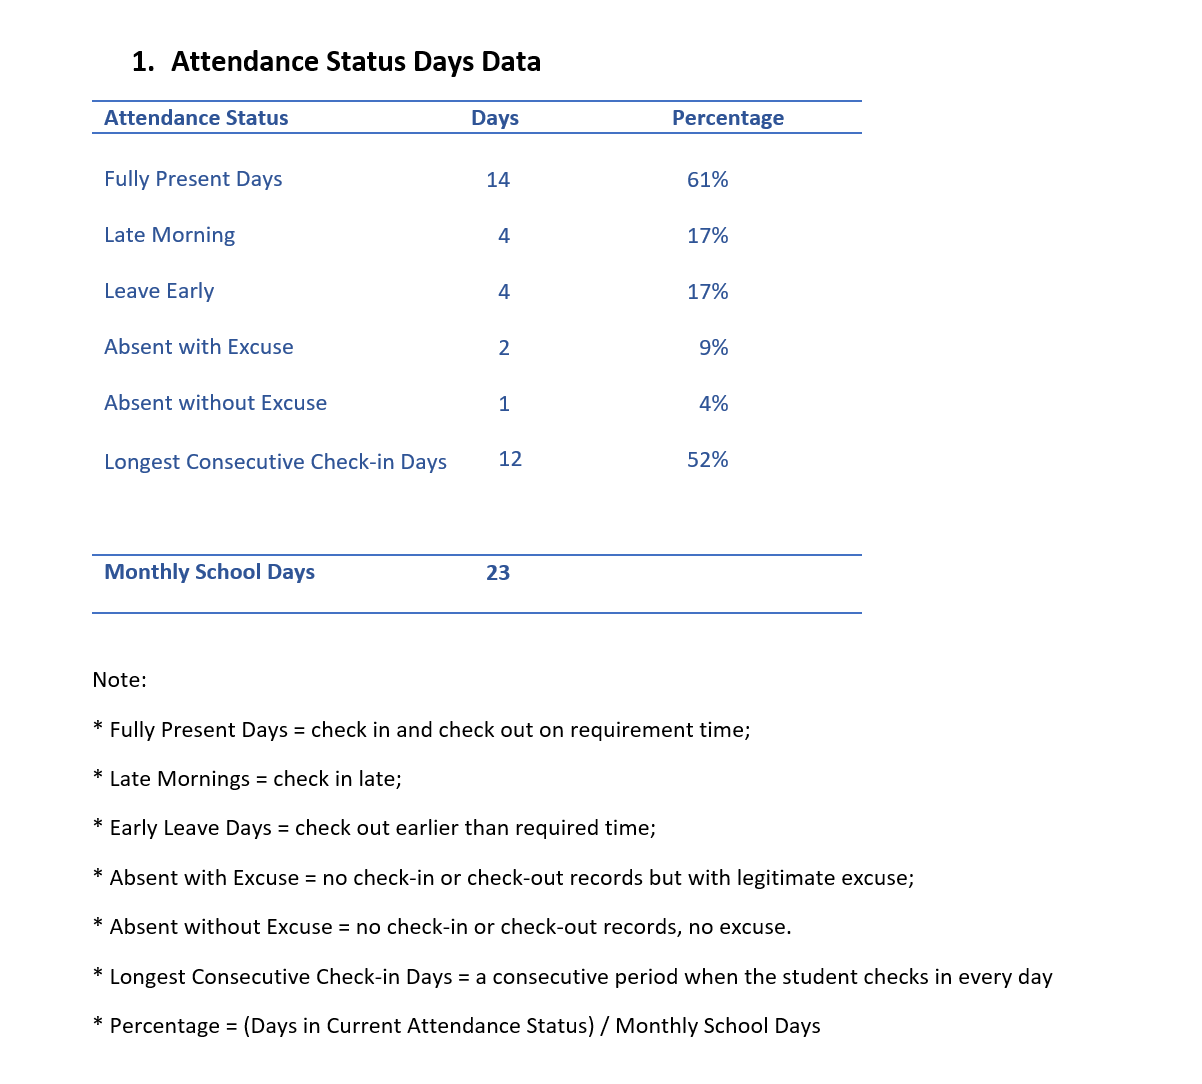 1. Attendance Status Days Data
Attendance Status Days Percentage
Fully Present Days 14 61%
Late Morning 4 17%
Leave Early 4 17%
Absent with Excuse 2 9%
Absent without Excuse 1 4%
Longest Consecutive Check-in Days 12 52%
Monthly School Days 23
Note:
* Fully Present Days = check in and check out on requirement time;
* Late Mornings = check in late;
* Early Leave Days = check out earlier than required time;
* Absent with Excuse = no check-in or check-out records but with legitimate excuse;
* Absent without Excuse = no check-in or check-out records, no excuse.
* Longest Consecutive Check-in Days = a consecutive period when the student checks in every day
* Percentage = (Days in Current Attendance Status) / Monthly School Days